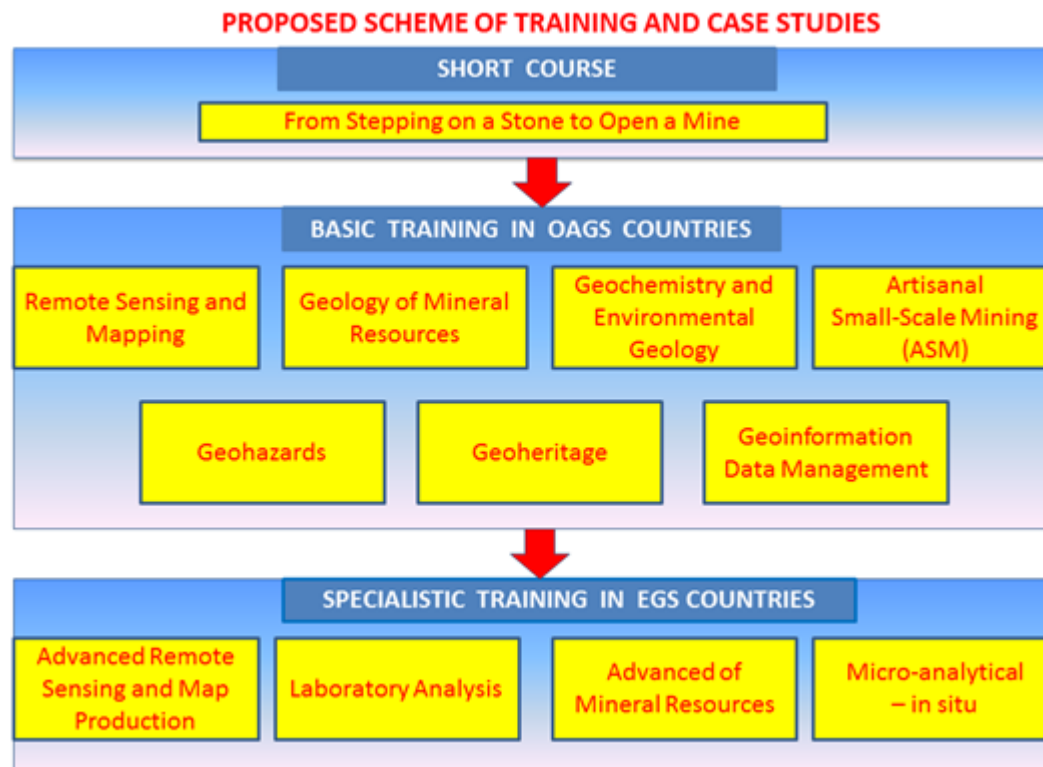 PROPOSED SCHEME OF TRAINING AND CASE STUDIES
SHORT COURSE
From Stepping on a Stone to Open a Mine
BASIC TRAINING IN OAGS COUNTRIES
Remote Sensing and
Mapping
Geology of Mineral
Resources
Geochemistry and
Environmental
Geology
Artisanal
Small-Scale Mining
(ASM)
Geohazards
Geoheritage
Geoinformation
Data Management
SPECIALISTIC TRAINING IN EGS COUNTRIES
Advanced Remote
Sensing and Map
Production
Laboratory Analysis
Advanced of
Mineral Resources
Micro-analytical
– in situ